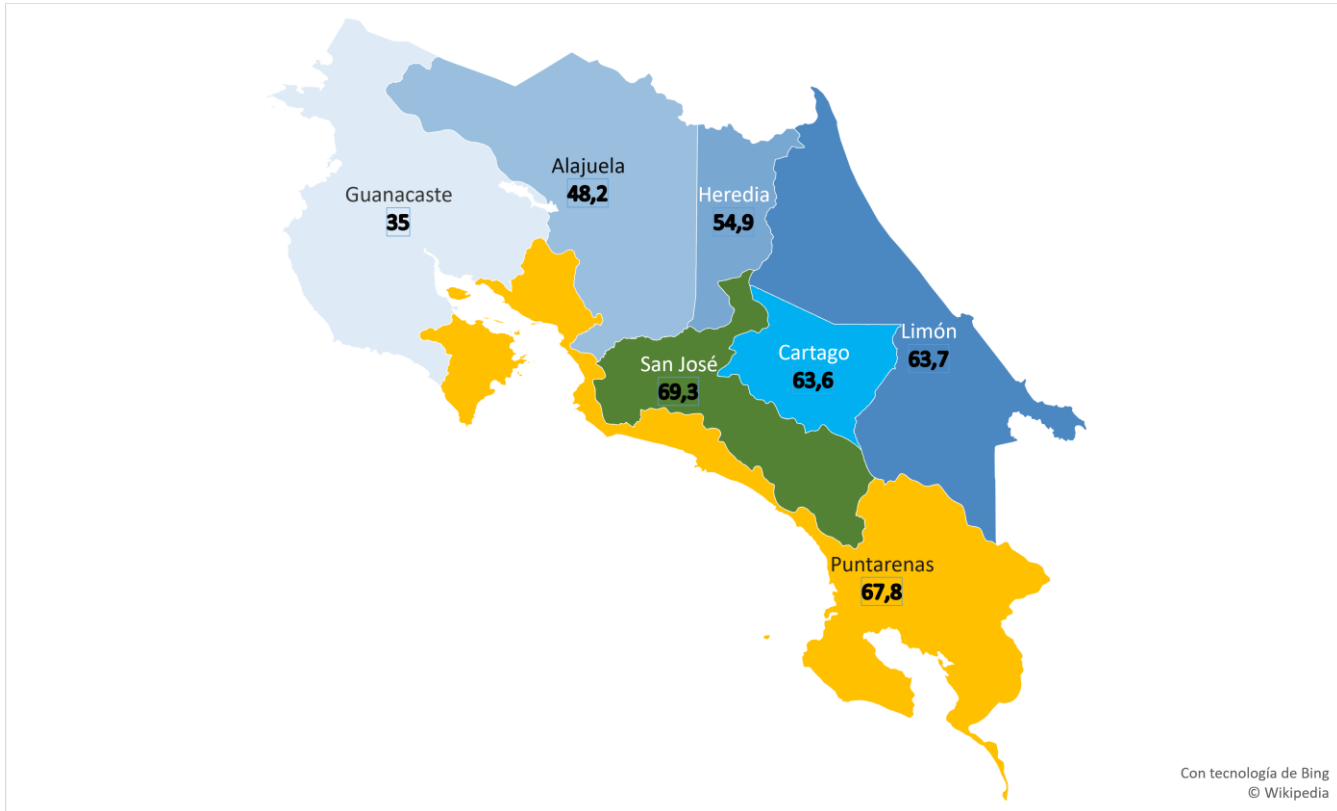 Alajuela
48,2
Guanacaste
35
Heredia
54,9
Limón
63,7
San José
69,3
Cartago
63,6
Puntarenas
67,8
Con tecnología de Bing
© Wikipedia